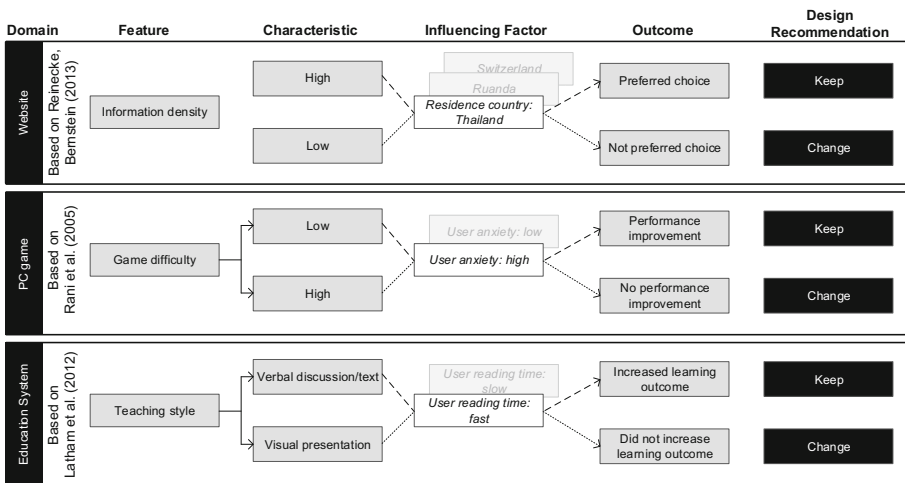 Domain
Feature
Characteristic
Influencing Factor
Outcome
Design
Recommendation
Website
Based on Reinecke,
Bernstein (2013)
Information density
High
Low
Switzerland
Ruanda
Residence country:
Thailand
Preferred choice
Not preferred choice
Keep
Change
PC game
Based on
Rani et al. (2005)
Game difficulty
Low
High
User anxiety: low
User anxiety: high
Performance
improvement
No performance
improvement
Keep
Change
Education System
Based on
Latham et al. (2012)
Teaching style
Verbal discussion/text
Visual presentation
User reading time:
slow
User reading time:
fast
Increased learning
outcome
Did not increase
learning outcome
Keep
Change